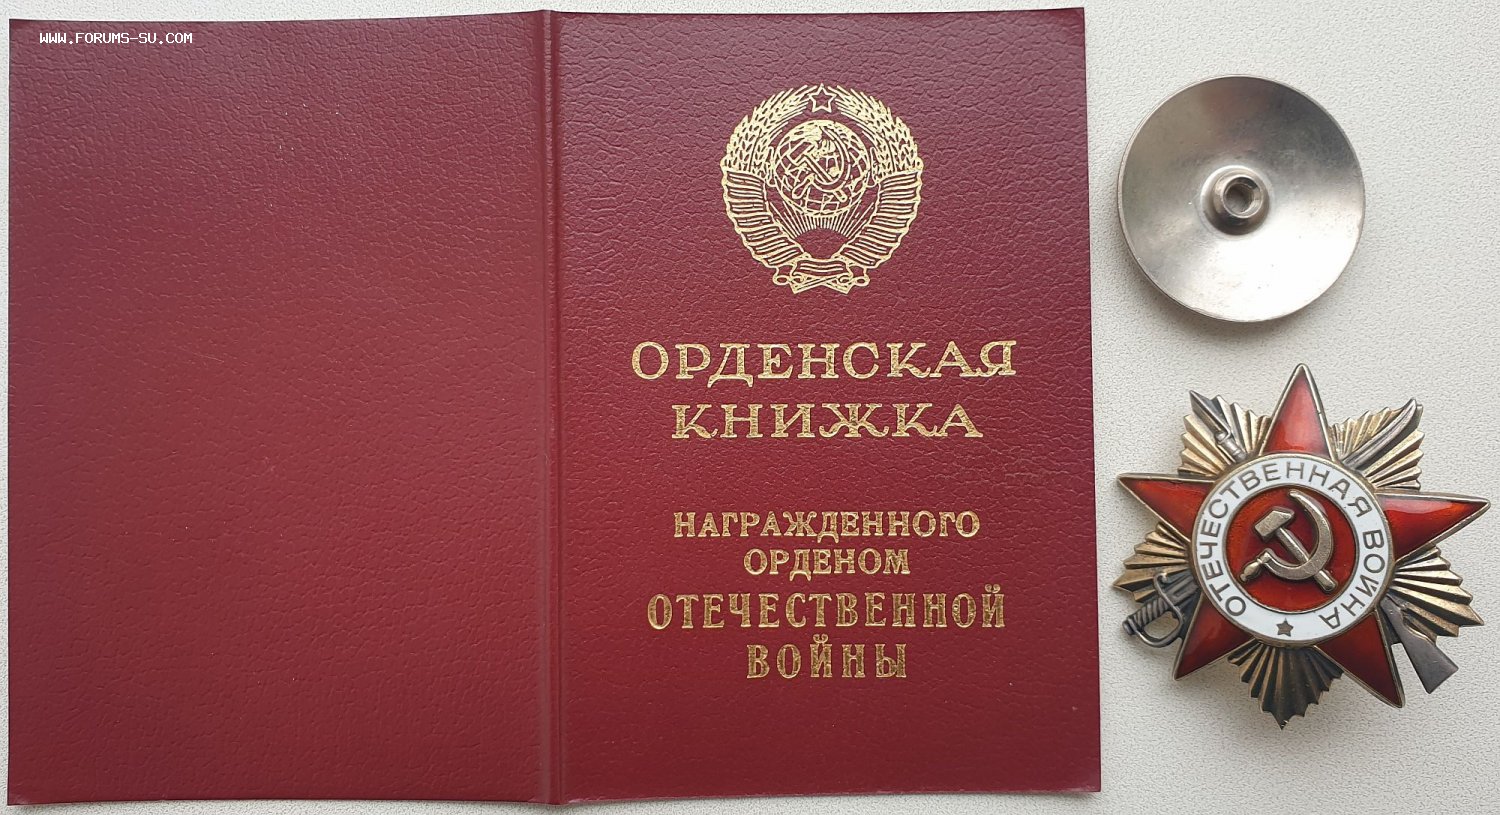 WWW.FORUMS-SU.COM
ОРДЕНСКАЯ
КНИЖКА
НАГРАЖДЕННОГО
ОРДЕНОМ
ОТЕЧЕСТВЕННОЙ
ВОЙНЫ
ОТЕЧЕСТВЕННАЯ ВОЙНА